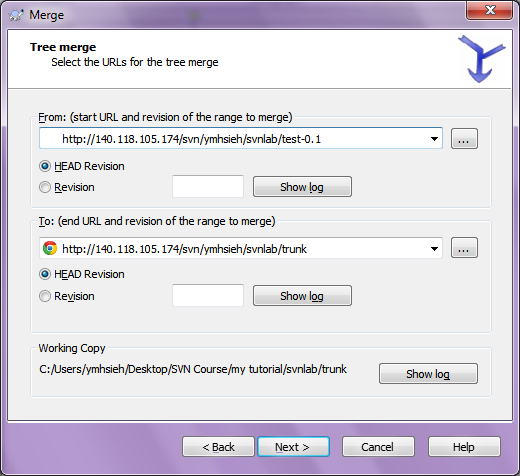 Merge
Tree merge
Select the URLs for the tree merge
From: (start URL and revision of the range to merge)
http://140.118.105.174/svn/ymhsieh/svnlab/test-0.1
...
HEAD Revision
Revision
Show log
To: (end URL and revision of the range to merge)
http://140.118.105.174/svn/ymhsieh/svnlab/trunk
...
HEAD Revision
Revision
Show log
Working Copy
C:/Users/ymhsieh/Desktop/SVN Course/my tutorial/svnlab/trunk
Show log
< Back
Next >
Cancel
Help